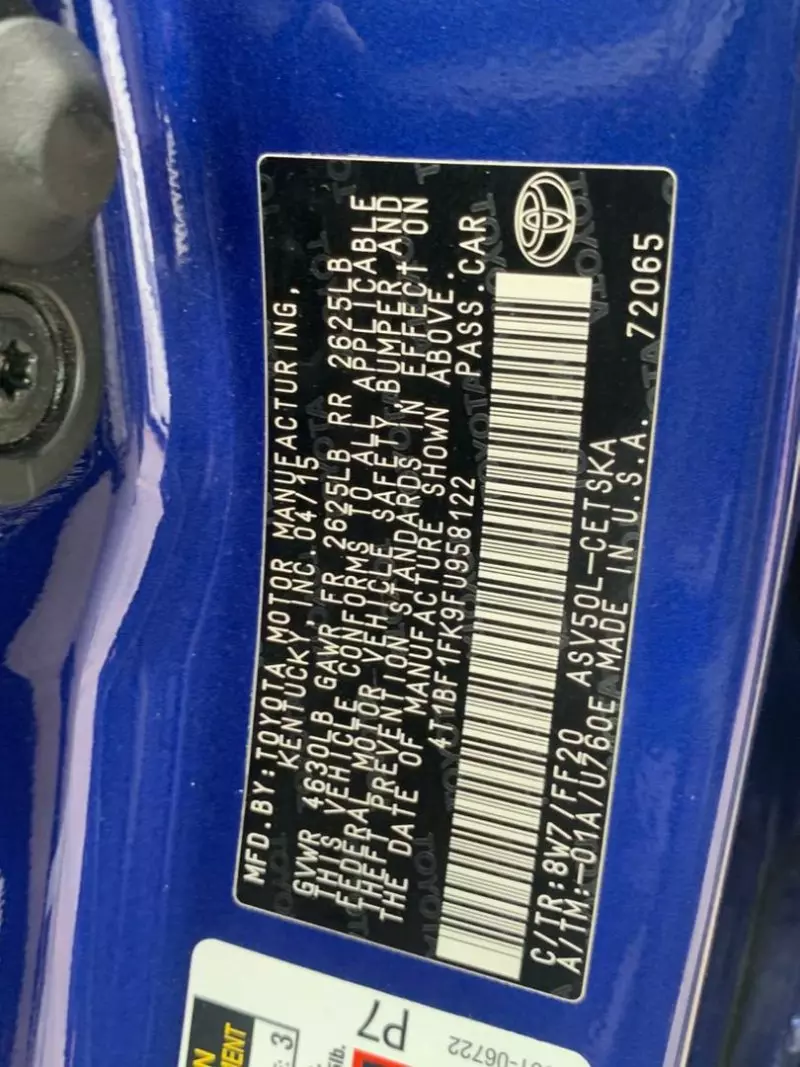 MFD.BY:TOYOTA MOTOR MANUFACTURING,
KENTUCKY INC.04/15
GVWR 4630LB GAWR FR 2625LB RR 2625LB
THIS VEHICLE CONFORMS TO ALL APPLICABLE
FEDERAL MOTOR VEHICLE SAFETY, BUMPER AND
THEFT PREVENTION STANDARDS IN EFFECT ON
THE DATE OF MANUFACTURE SHOWN ABOVE.
4T1BF1FK9FU958122 PASS.CAR
C/TR:8W7/FF20 ASV50L-CETSKA
A/TM:-01A/U760E MADE IN U.S.A. 72065
TOYOTA
P7
3